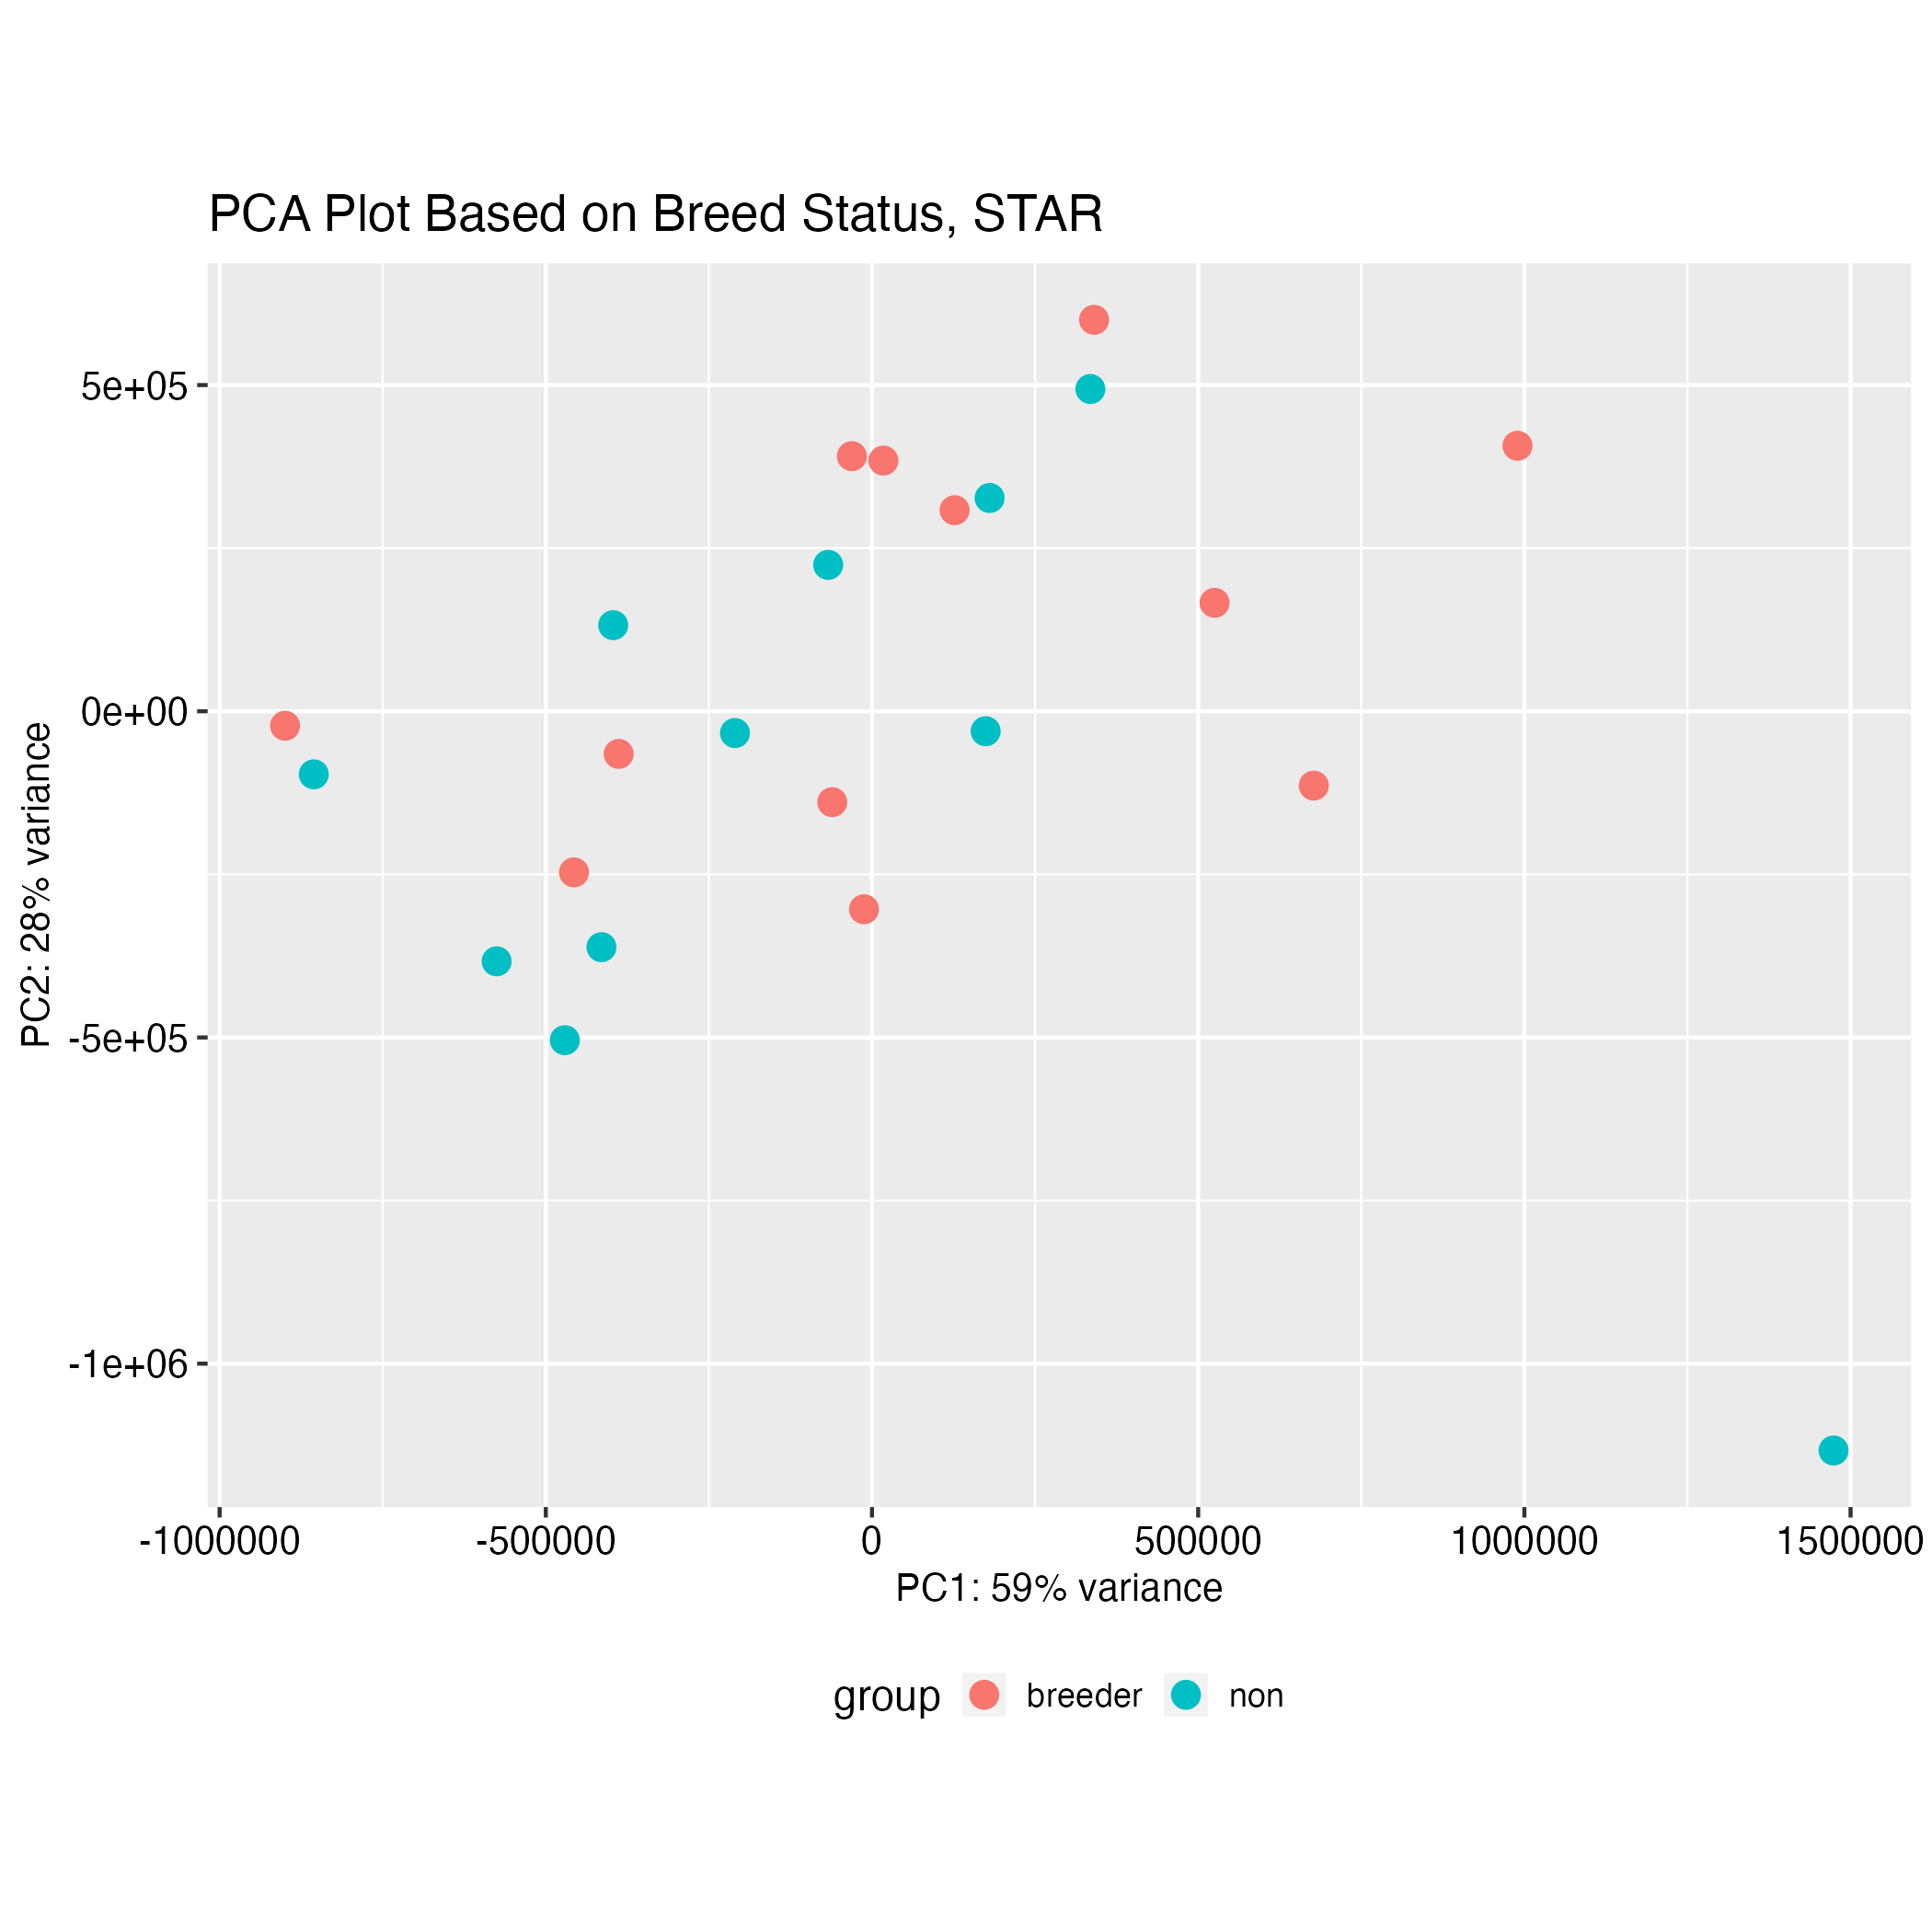 PCA Plot Based on Breed Status, STAR
5e+05
0e+00
-5e+05
-1e+06
PC2: 28% variance
-1000000 -500000 0 500000 1000000 1500000
PC1: 59% variance
group breeder non